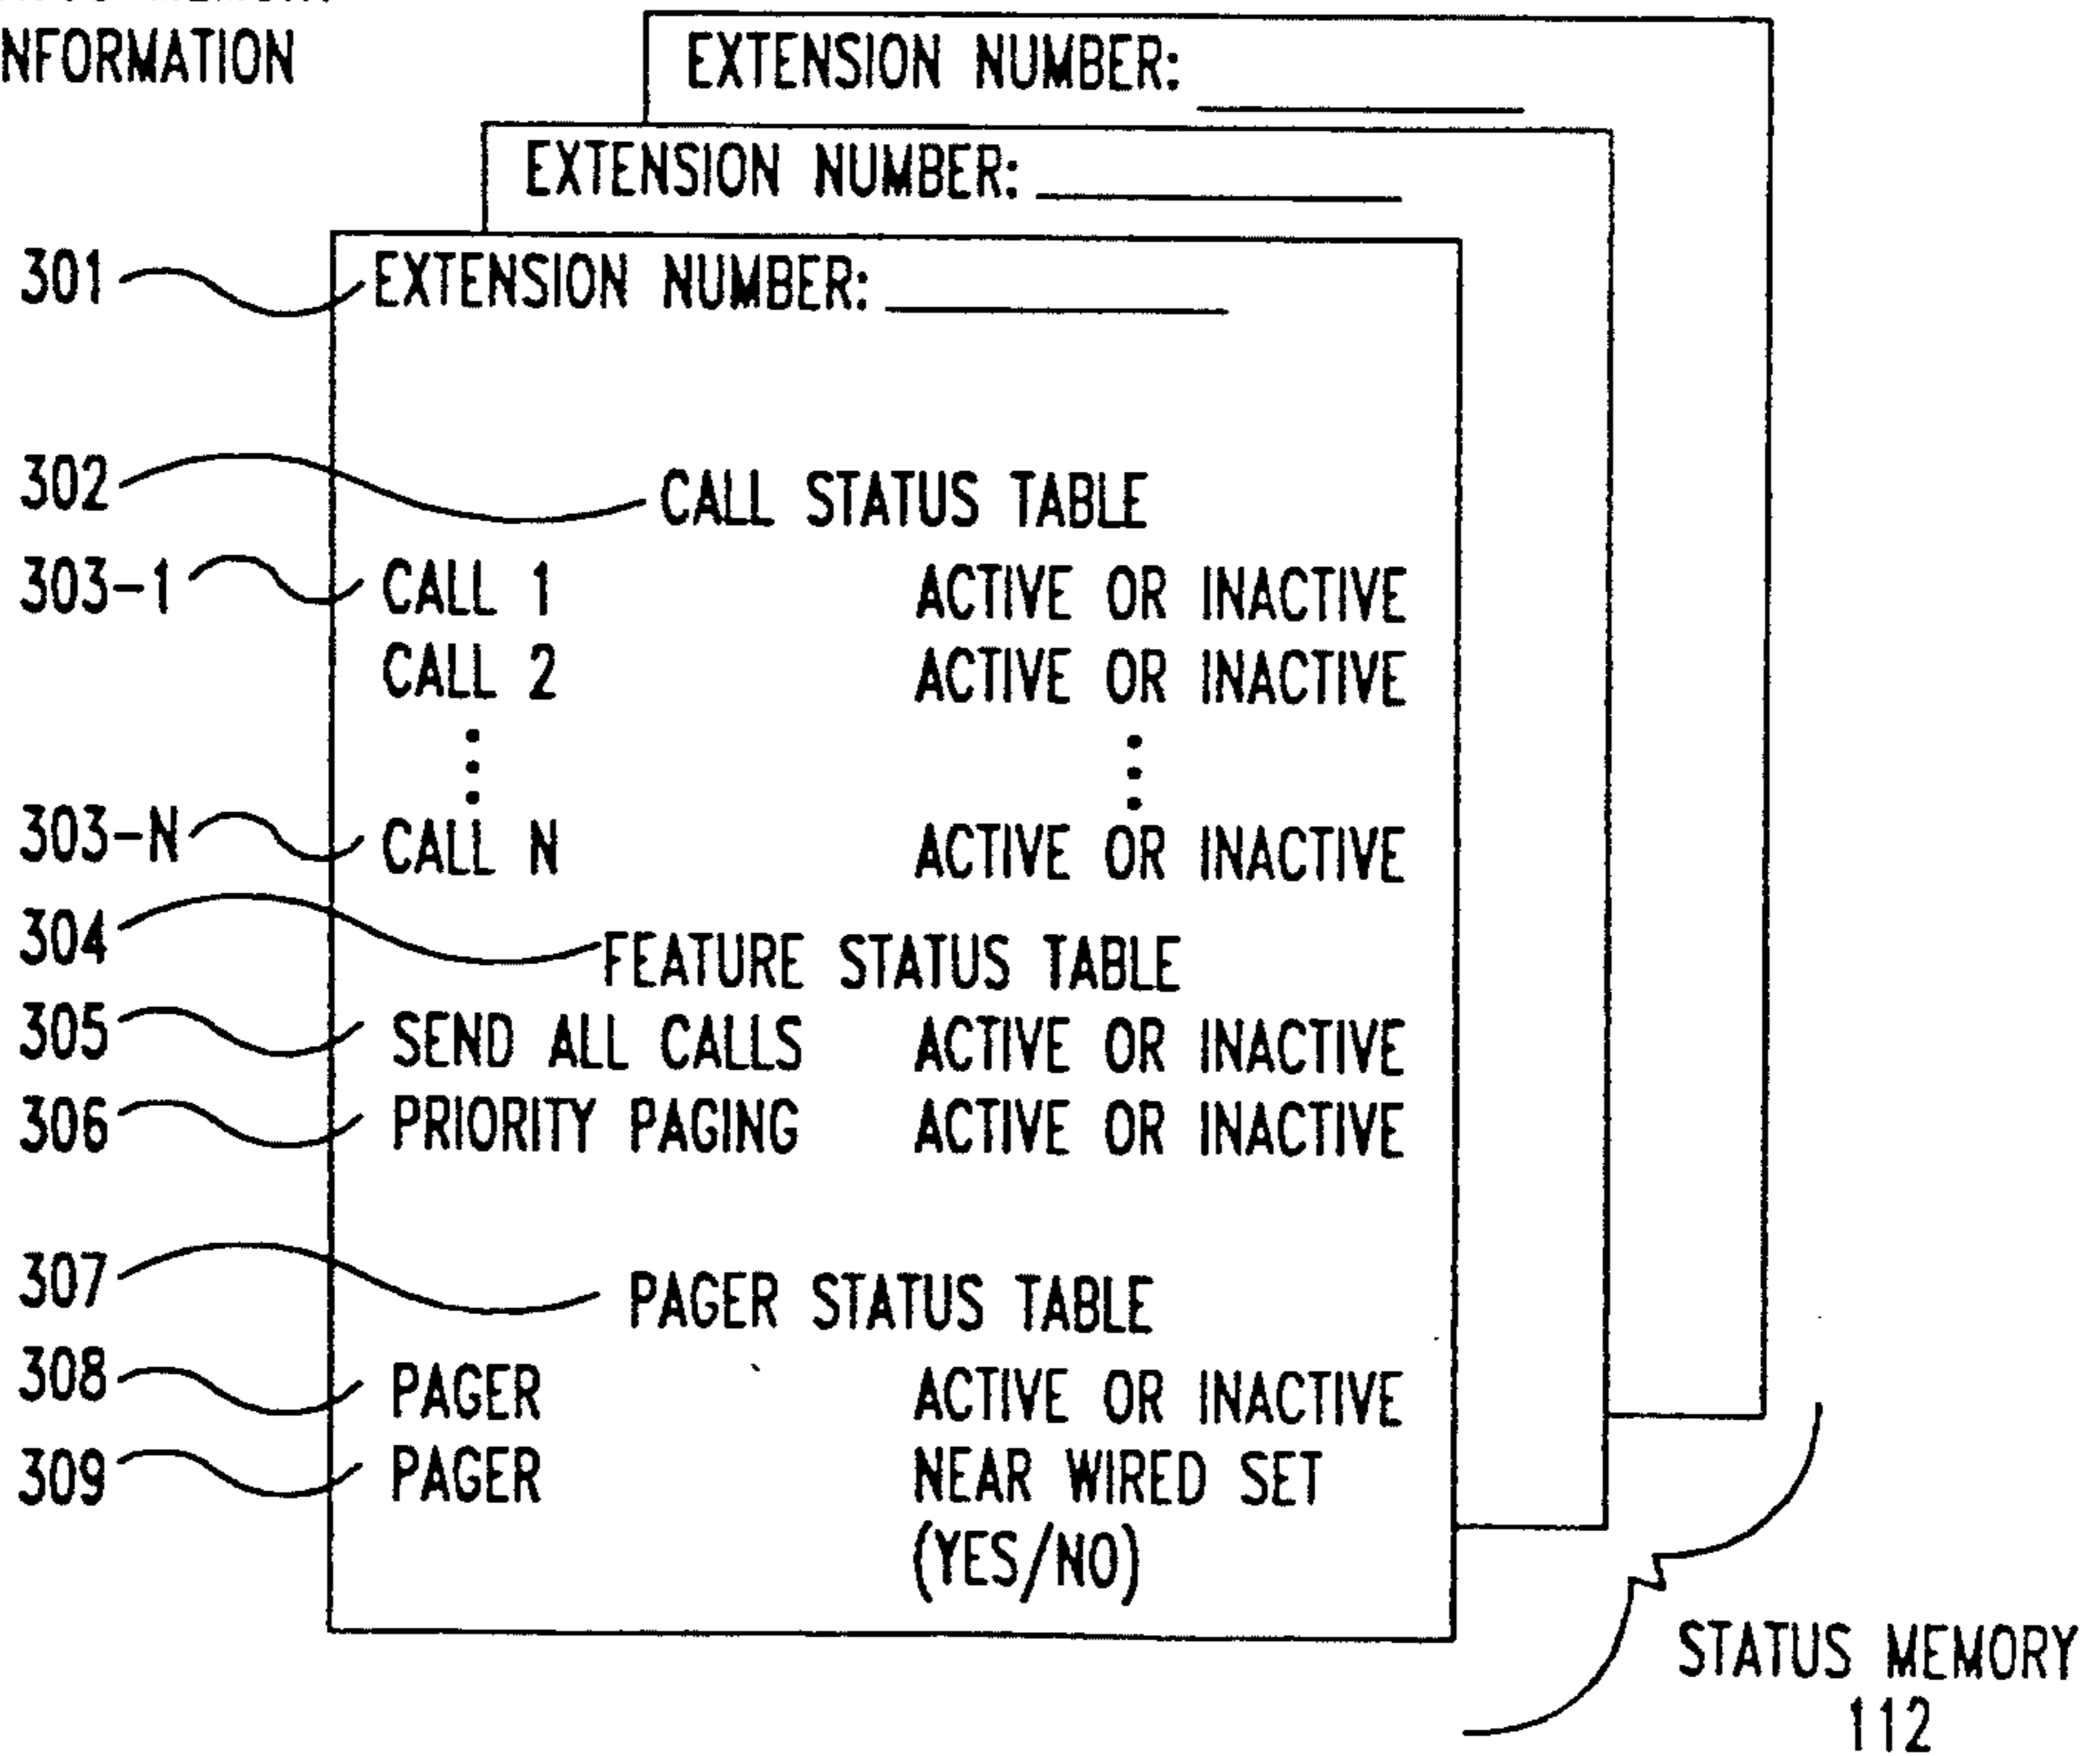 NFORMATION
EXTENSION NUMBER:
EXTENSION NUMBER:
301 EXTENSION NUMBER:
302 CALL STATUS TABLE
303-1 CALL 1 ACTIVE OR INACTIVE
CALL 2 ACTIVE OR INACTIVE
303-N CALL N ACTIVE OR INACTIVE
304 FEATURE STATUS TABLE
305 SEND ALL CALLS ACTIVE OR INACTIVE
306 PRIORITY PAGING ACTIVE OR INACTIVE
307 PAGER STATUS TABLE
308 PAGER ACTIVE OR INACTIVE
309 PAGER NEAR WIRED SET
(YES/NO)
STATUS MEMORY
112